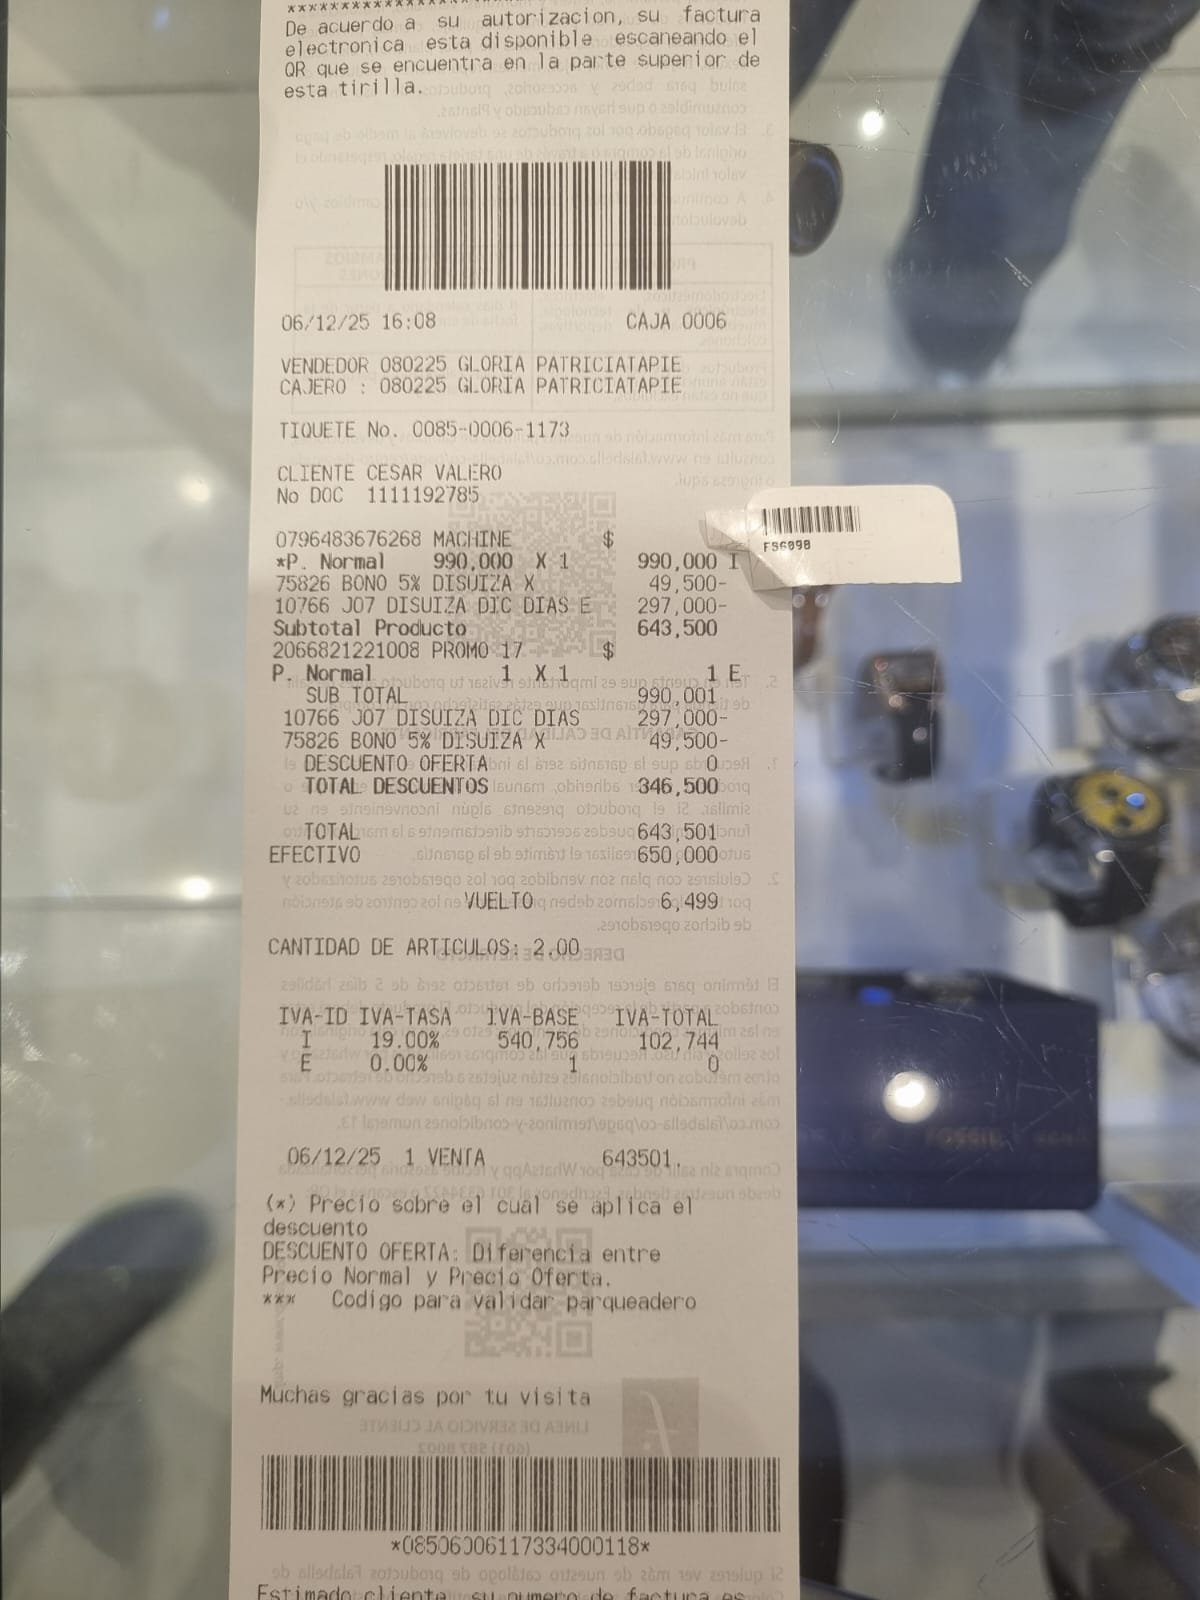 De acuerdo a su autorizacion, su factura
electronica esta disponible escaneando el
QR que se encuentra en la parte superior de
esta tirilla.
06/12/25 16:08 CAJA 0006
VENDEDOR 080225 GLORIA PATRICIATAPIE
CAJERO : 080225 GLORIA PATRICIATAPIE
TIQUETE No. 0085-0006-1173
CLIENTE CESAR VALERO
No DOC 1111192785
0796483676268 MACHINE $
*P. Normal 990,000 X 1 990,000 I
75826 BONO 5% DISUIZA X 49,500-
10766 J07 DISUIZA DIC DIAS E 297,000-
Subtotal Producto 643,500
2066821221008 PROMO 17 $
P. Normal 1 X 1 1 E
SUB TOTAL 990,001
10766 J07 DISUIZA DIC DIAS 297,000-
75826 BONO 5% DISUIZA X 49,500-
DESCUENTO OFERTA 0
TOTAL DESCUENTOS 346,500
TOTAL 643,501
EFECTIVO 650,000
VUELTO 6,499
CANTIDAD DE ARTICULOS: 2.00
IVA-ID IVA-TASA IVA-BASE IVA-TOTAL
I 19.00% 540,756 102,744
E 0.00% 1 0
06/12/25 1 VENTA 643501.
(*) Precio sobre el cual se aplica el
descuento
DESCUENTO OFERTA: Diferencia entre
Precio Normal y Precio Oferta.
*** Codigo para validar parqueadero
Muchas gracias por tu visita
*08506006117334000118*
Estimado cliente, su numero de factura es
FS6098
FOSSIL